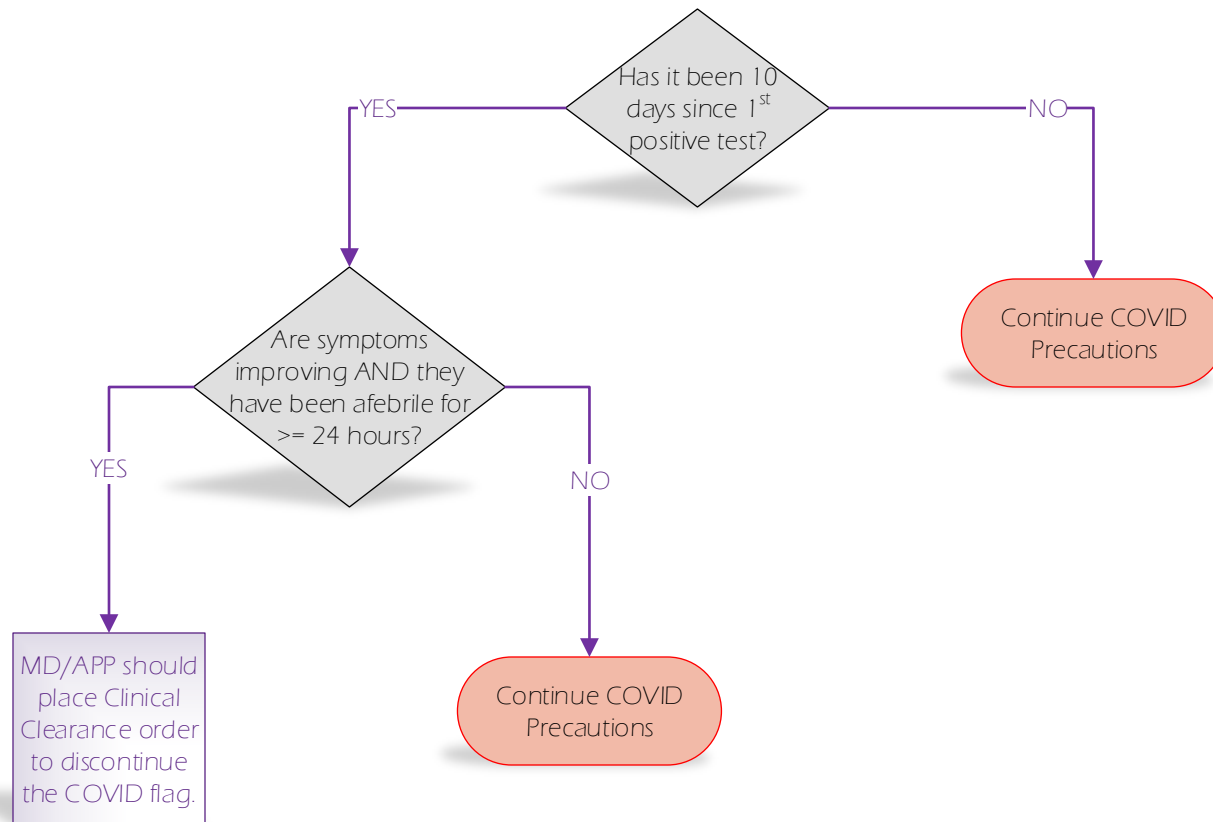 Has it been 10
days since 1st
positive test?
YES
NO
Continue COVID
Precautions
Are symptoms
improving AND they
have been afebrile for
>= 24 hours?
YES
NO
MD/APP should
place Clinical
Clearance order
to discontinue
the COVID flag.
Continue COVID
Precautions